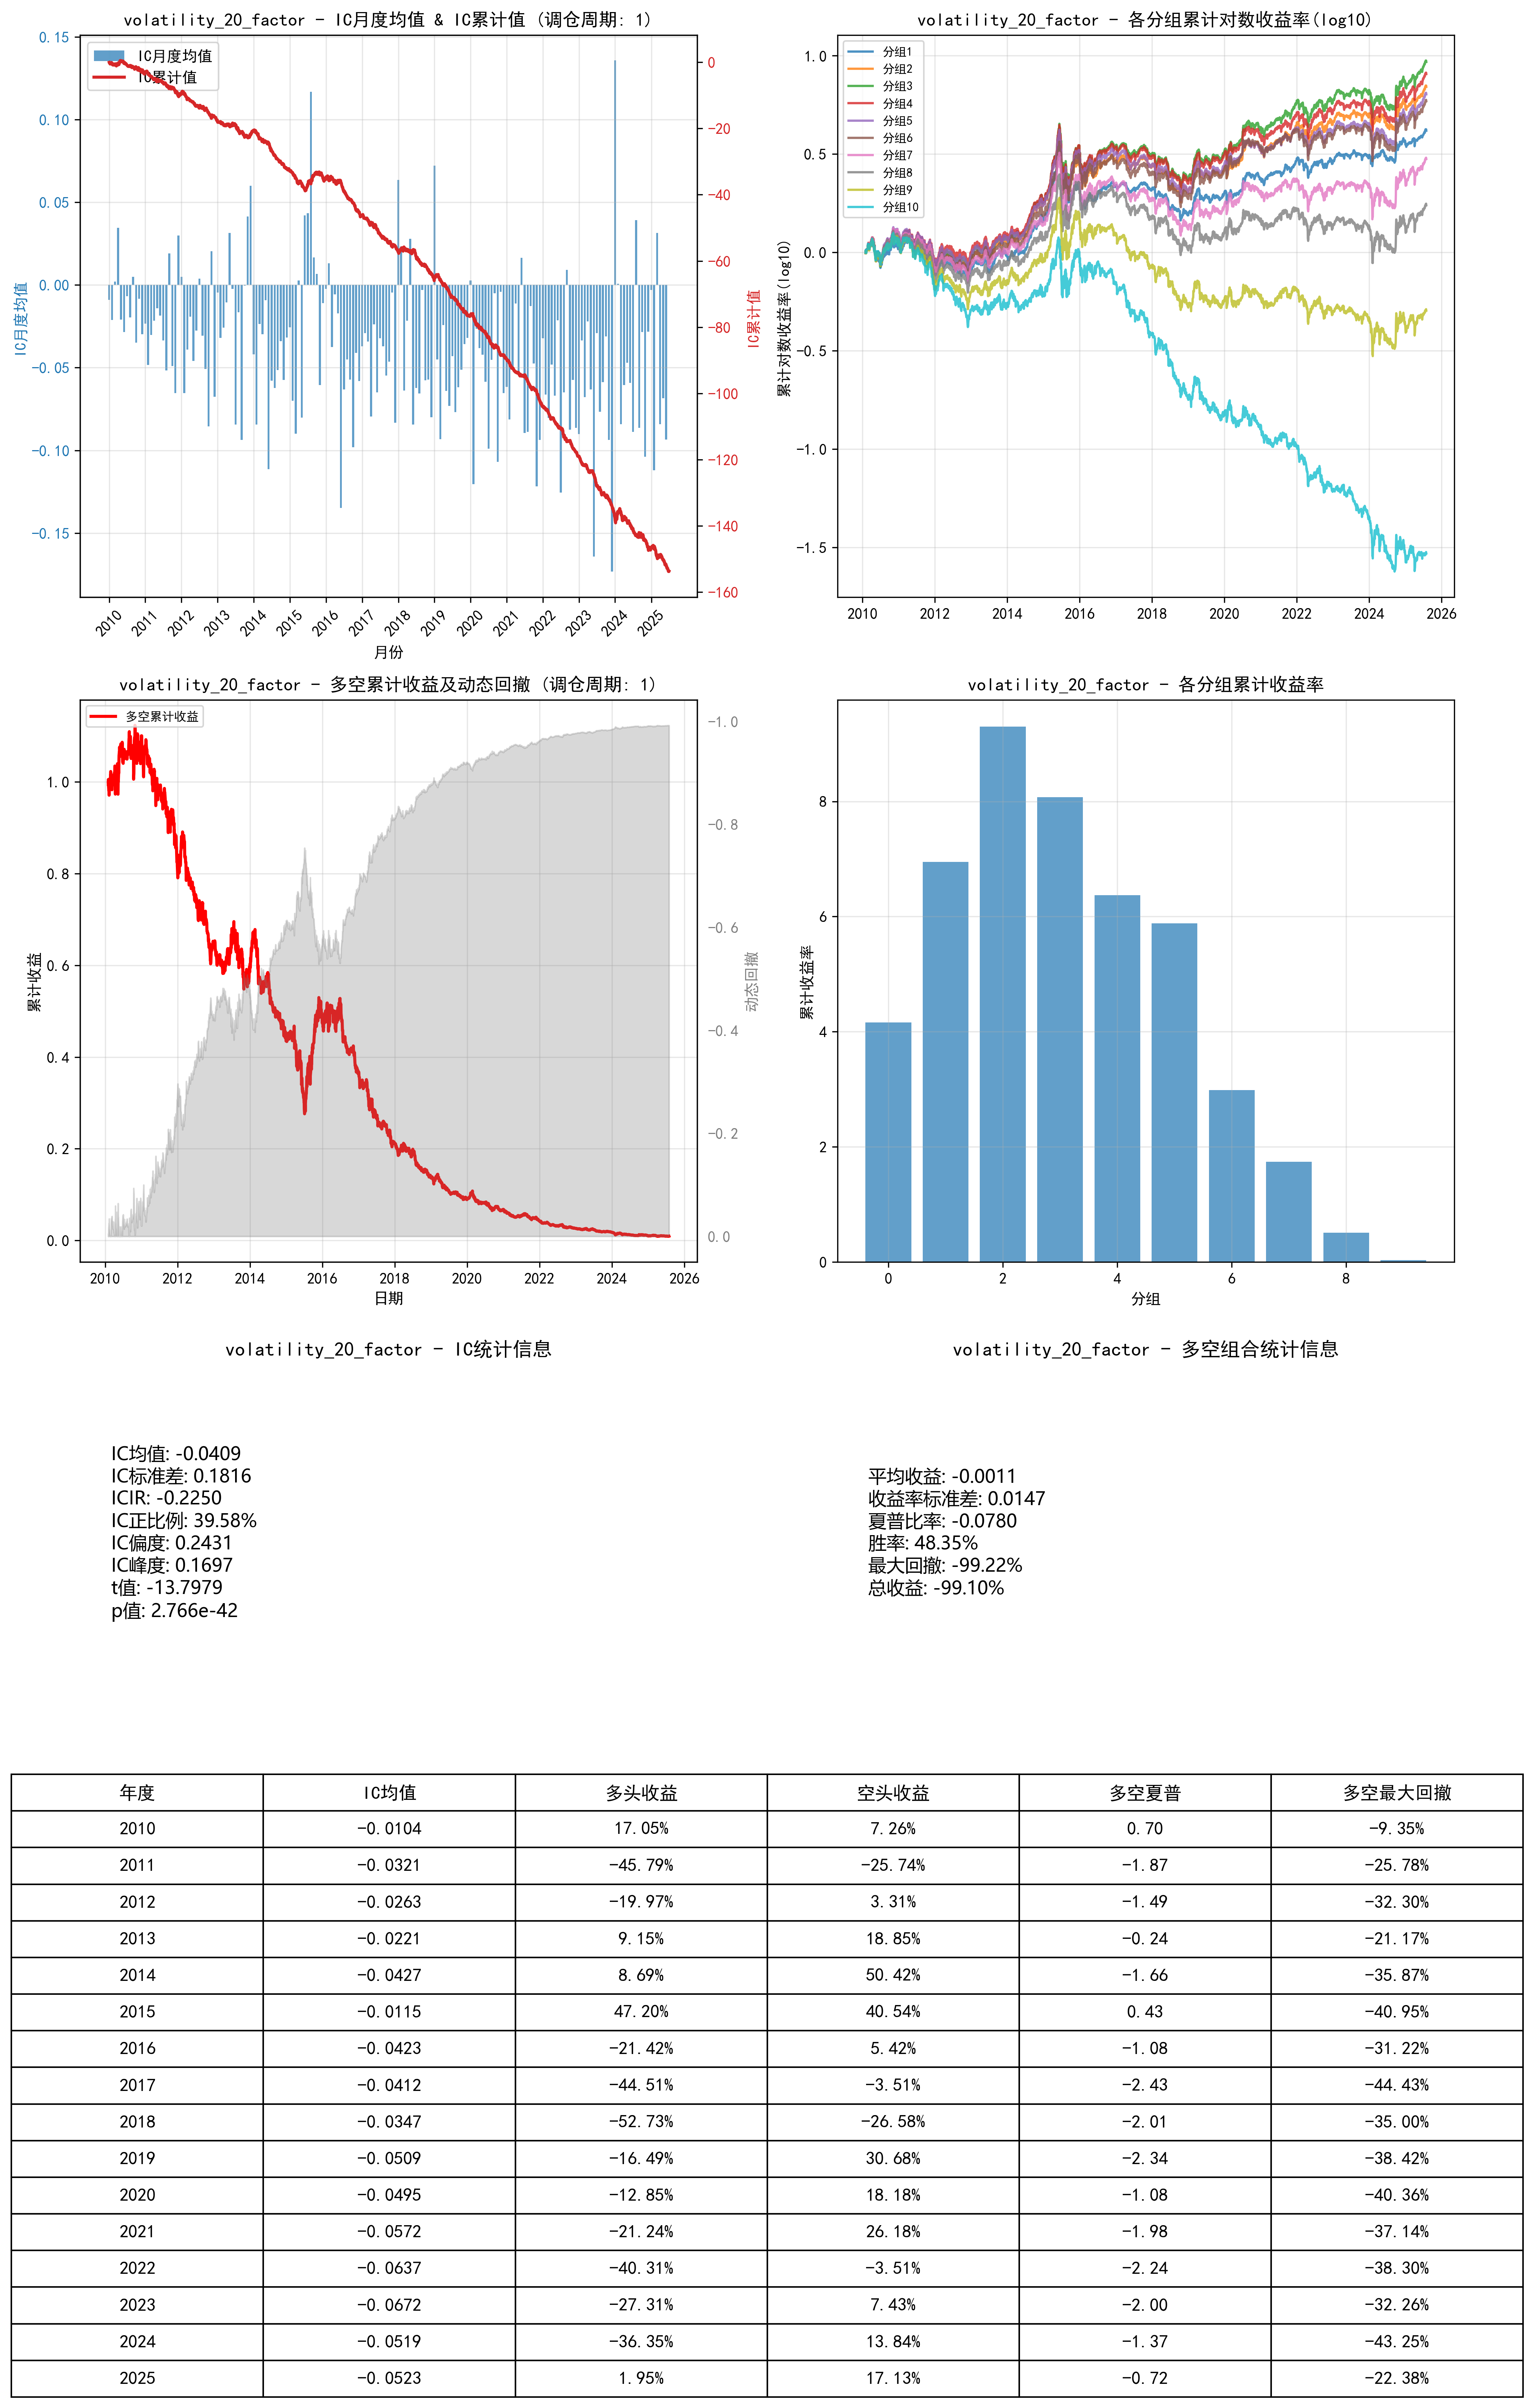 volatility_20_factor - IC月度均值 & IC累计值 (调仓周期: 1)
0.15
0.10
0.05
0.00
-0.05
-0.10
-0.15
IC月度均值
IC月度均值
IC累计值
0
-20
-40
-60
-80
-100
-120
-140
-160
IC累计值
2010 2011 2012 2013 2014 2015 2016 2017 2018 2019 2020 2021 2022 2023 2024 2025
月份
volatility_20_factor - 各分组累计对数收益率(log10)
分组1
分组2
分组3
分组4
分组5
分组6
分组7
分组8
分组9
分组10
1.0
0.5
0.0
-0.5
-1.0
-1.5
累计对数收益率(log10)
2010 2012 2014 2016 2018 2020 2022 2024 2026
volatility_20_factor - 多空累计收益及动态回撤 (调仓周期: 1)
多空累计收益
1.0
0.8
0.6
0.4
0.2
0.0
累计收益
-1.0
-0.8
-0.6
-0.4
-0.2
0.0
动态回撤
2010 2012 2014 2016 2018 2020 2022 2024 2026
日期
volatility_20_factor - 各分组累计收益率
8
6
4
2
0
累计收益率
0 2 4 6 8
分组
volatility_20_factor - IC统计信息
IC均值: -0.0409
IC标准差: 0.1816
ICIR: -0.2250
IC正比例: 39.58%
IC偏度: 0.2431
IC峰度: 0.1697
t值: -13.7979
p值: 2.766e-42
volatility_20_factor - 多空组合统计信息
平均收益: -0.0011
收益率标准差: 0.0147
夏普比率: -0.0780
胜率: 48.35%
最大回撤: -99.22%
总收益: -99.10%
年度 IC均值 多头收益 空头收益 多空夏普 多空最大回撤
2010 -0.0104 17.05% 7.26% 0.70 -9.35%
2011 -0.0321 -45.79% -25.74% -1.87 -25.78%
2012 -0.0263 -19.97% 3.31% -1.49 -32.30%
2013 -0.0221 9.15% 18.85% -0.24 -21.17%
2014 -0.0427 8.69% 50.42% -1.66 -35.87%
2015 -0.0115 47.20% 40.54% 0.43 -40.95%
2016 -0.0423 -21.42% 5.42% -1.08 -31.22%
2017 -0.0412 -44.51% -3.51% -2.43 -44.43%
2018 -0.0347 -52.73% -26.58% -2.01 -35.00%
2019 -0.0509 -16.49% 30.68% -2.34 -38.42%
2020 -0.0495 -12.85% 18.18% -1.08 -40.36%
2021 -0.0572 -21.24% 26.18% -1.98 -37.14%
2022 -0.0637 -40.31% -3.51% -2.24 -38.30%
2023 -0.0672 -27.31% 7.43% -2.00 -32.26%
2024 -0.0519 -36.35% 13.84% -1.37 -43.25%
2025 -0.0523 1.95% 17.13% -0.72 -22.38%